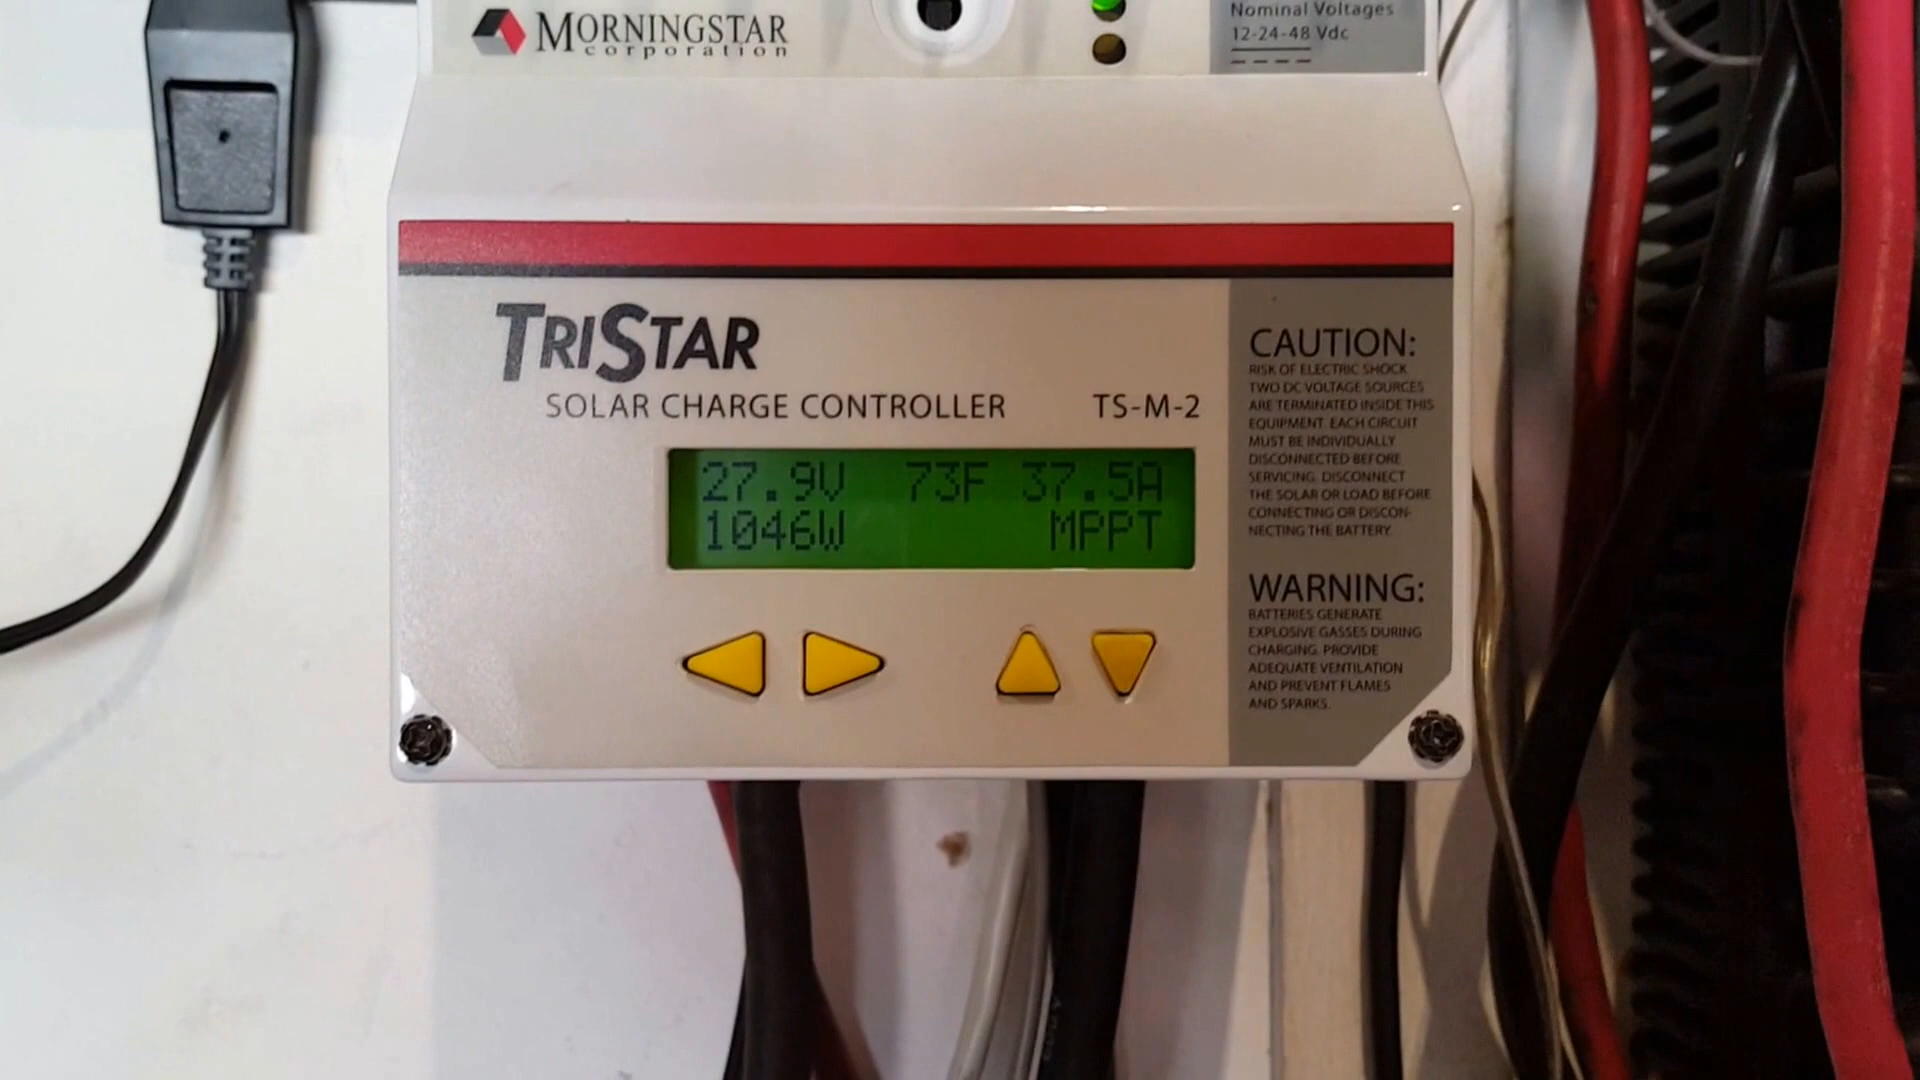 MORNINGSTAR
corporation
Nominal Voltages
12-24-48 Vdc
TRISTAR
SOLAR CHARGE CONTROLLER TS-M-2
27.9V 73F 37.5A
1046W MPPT
CAUTION:
RISK OF ELECTRIC SHOCK
TWO DC VOLTAGE SOURCES
ARE TERMINATED INSIDE THIS
EQUIPMENT. EACH CIRCUIT
MUST BE INDIVIDUALLY
DISCONNECTED BEFORE
SERVICING. DISCONNECT
THE SOLAR OR LOAD BEFORE
CONNECTING OR DISCON-
NECTING THE BATTERY.
WARNING:
BATTERIES GENERATE
EXPLOSIVE GASSES DURING
CHARGING. PROVIDE
ADEQUATE VENTILATION
AND PREVENT FLAMES
AND SPARKS.